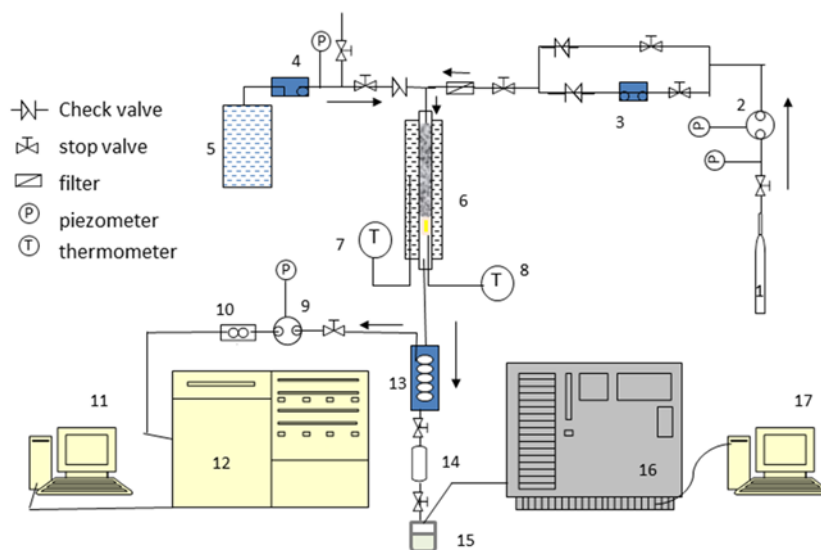 P
4
2
3
5
P
P
Check valve
stop valve
filter
P piezometer
T thermometer
6
7
T
T
8
1
P
10
9
13
11
12
14
15
16
17